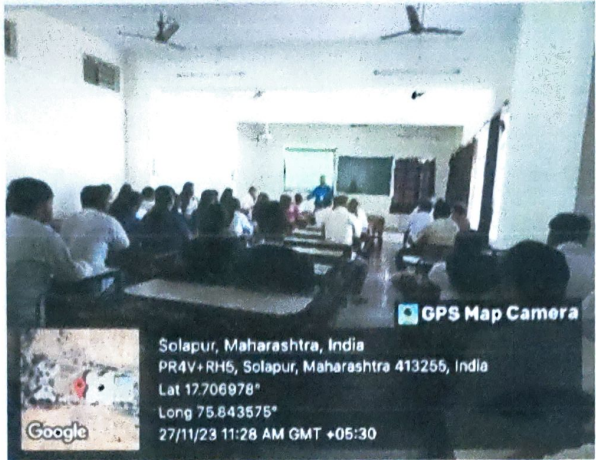 GPS Map Camera
Solapur, Maharashtra, India
PR4V+RH5, Solapur, Maharashtra 413255, India
Lat 17.706978°
Long 75.843575°
27/11/23 11:28 AM GMT +05:30
Google